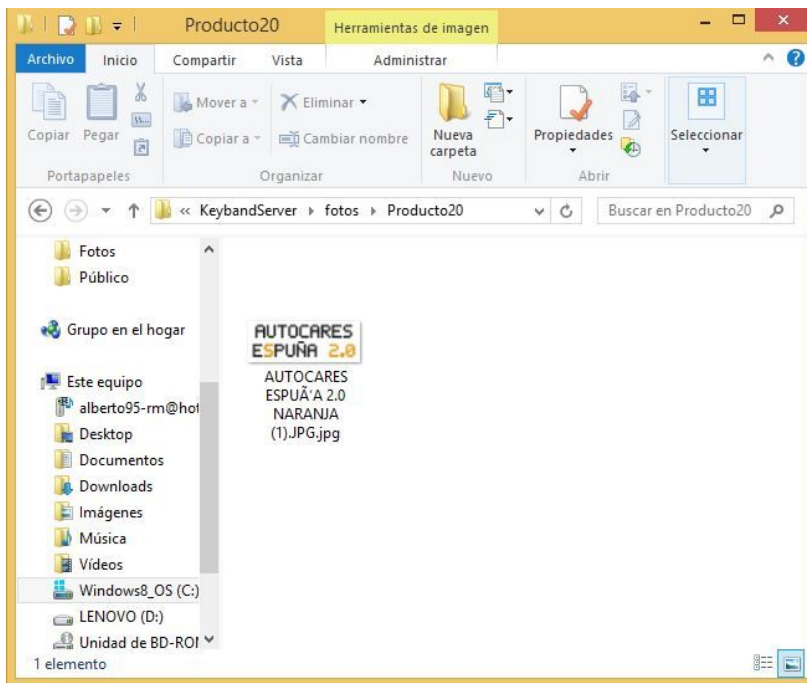 Producto20
Herramientas de imagen
Archivo Inicio Compartir Vista Administrar
Copiar Pegar
Mover a
Copiar a
Eliminar
Cambiar nombre
Nueva
carpeta
Propiedades
Seleccionar
Portapapeles Organizar Nuevo Abrir
« KeybandServer fotos Producto20
Buscar en Producto20
Fotos
Público
Grupo en el hogar
Este equipo
alberto95-rm@hot
Desktop
Documentos
Downloads
Imágenes
Música
Vídeos
Windows8_OS (C:)
LENOVO (D:)
Unidad de BD-RO
AUTOCARES
ESPUÑA 2.0
AUTOCARES
ESPUÃ'A 2.0
NARANJA
(1).JPG.jpg
1 elemento